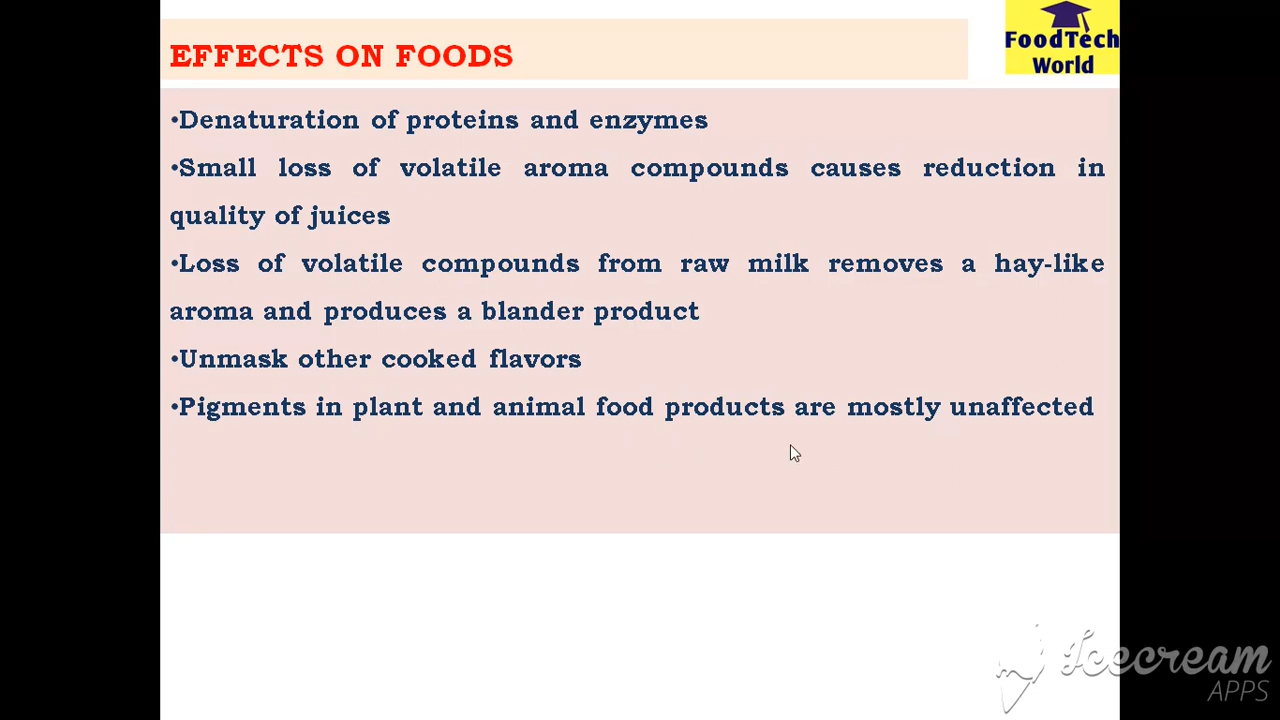 EFFECTS ON FOODS
FoodTech
World
•Denaturation of proteins and enzymes
•Small loss of volatile aroma compounds causes reduction in
quality of juices
•Loss of volatile compounds from raw milk removes a hay-like
aroma and produces a blander product
•Unmask other cooked flavors
•Pigments in plant and animal food products are mostly unaffected
Icecream
APPS